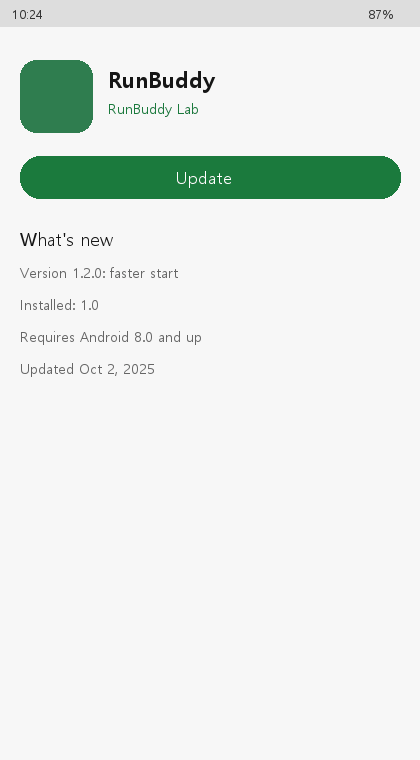 10:24 87%
RunBuddy
RunBuddy Lab
Update
What's new
Version 1.2.0: faster start
Installed: 1.0
Requires Android 8.0 and up
Updated Oct 2, 2025